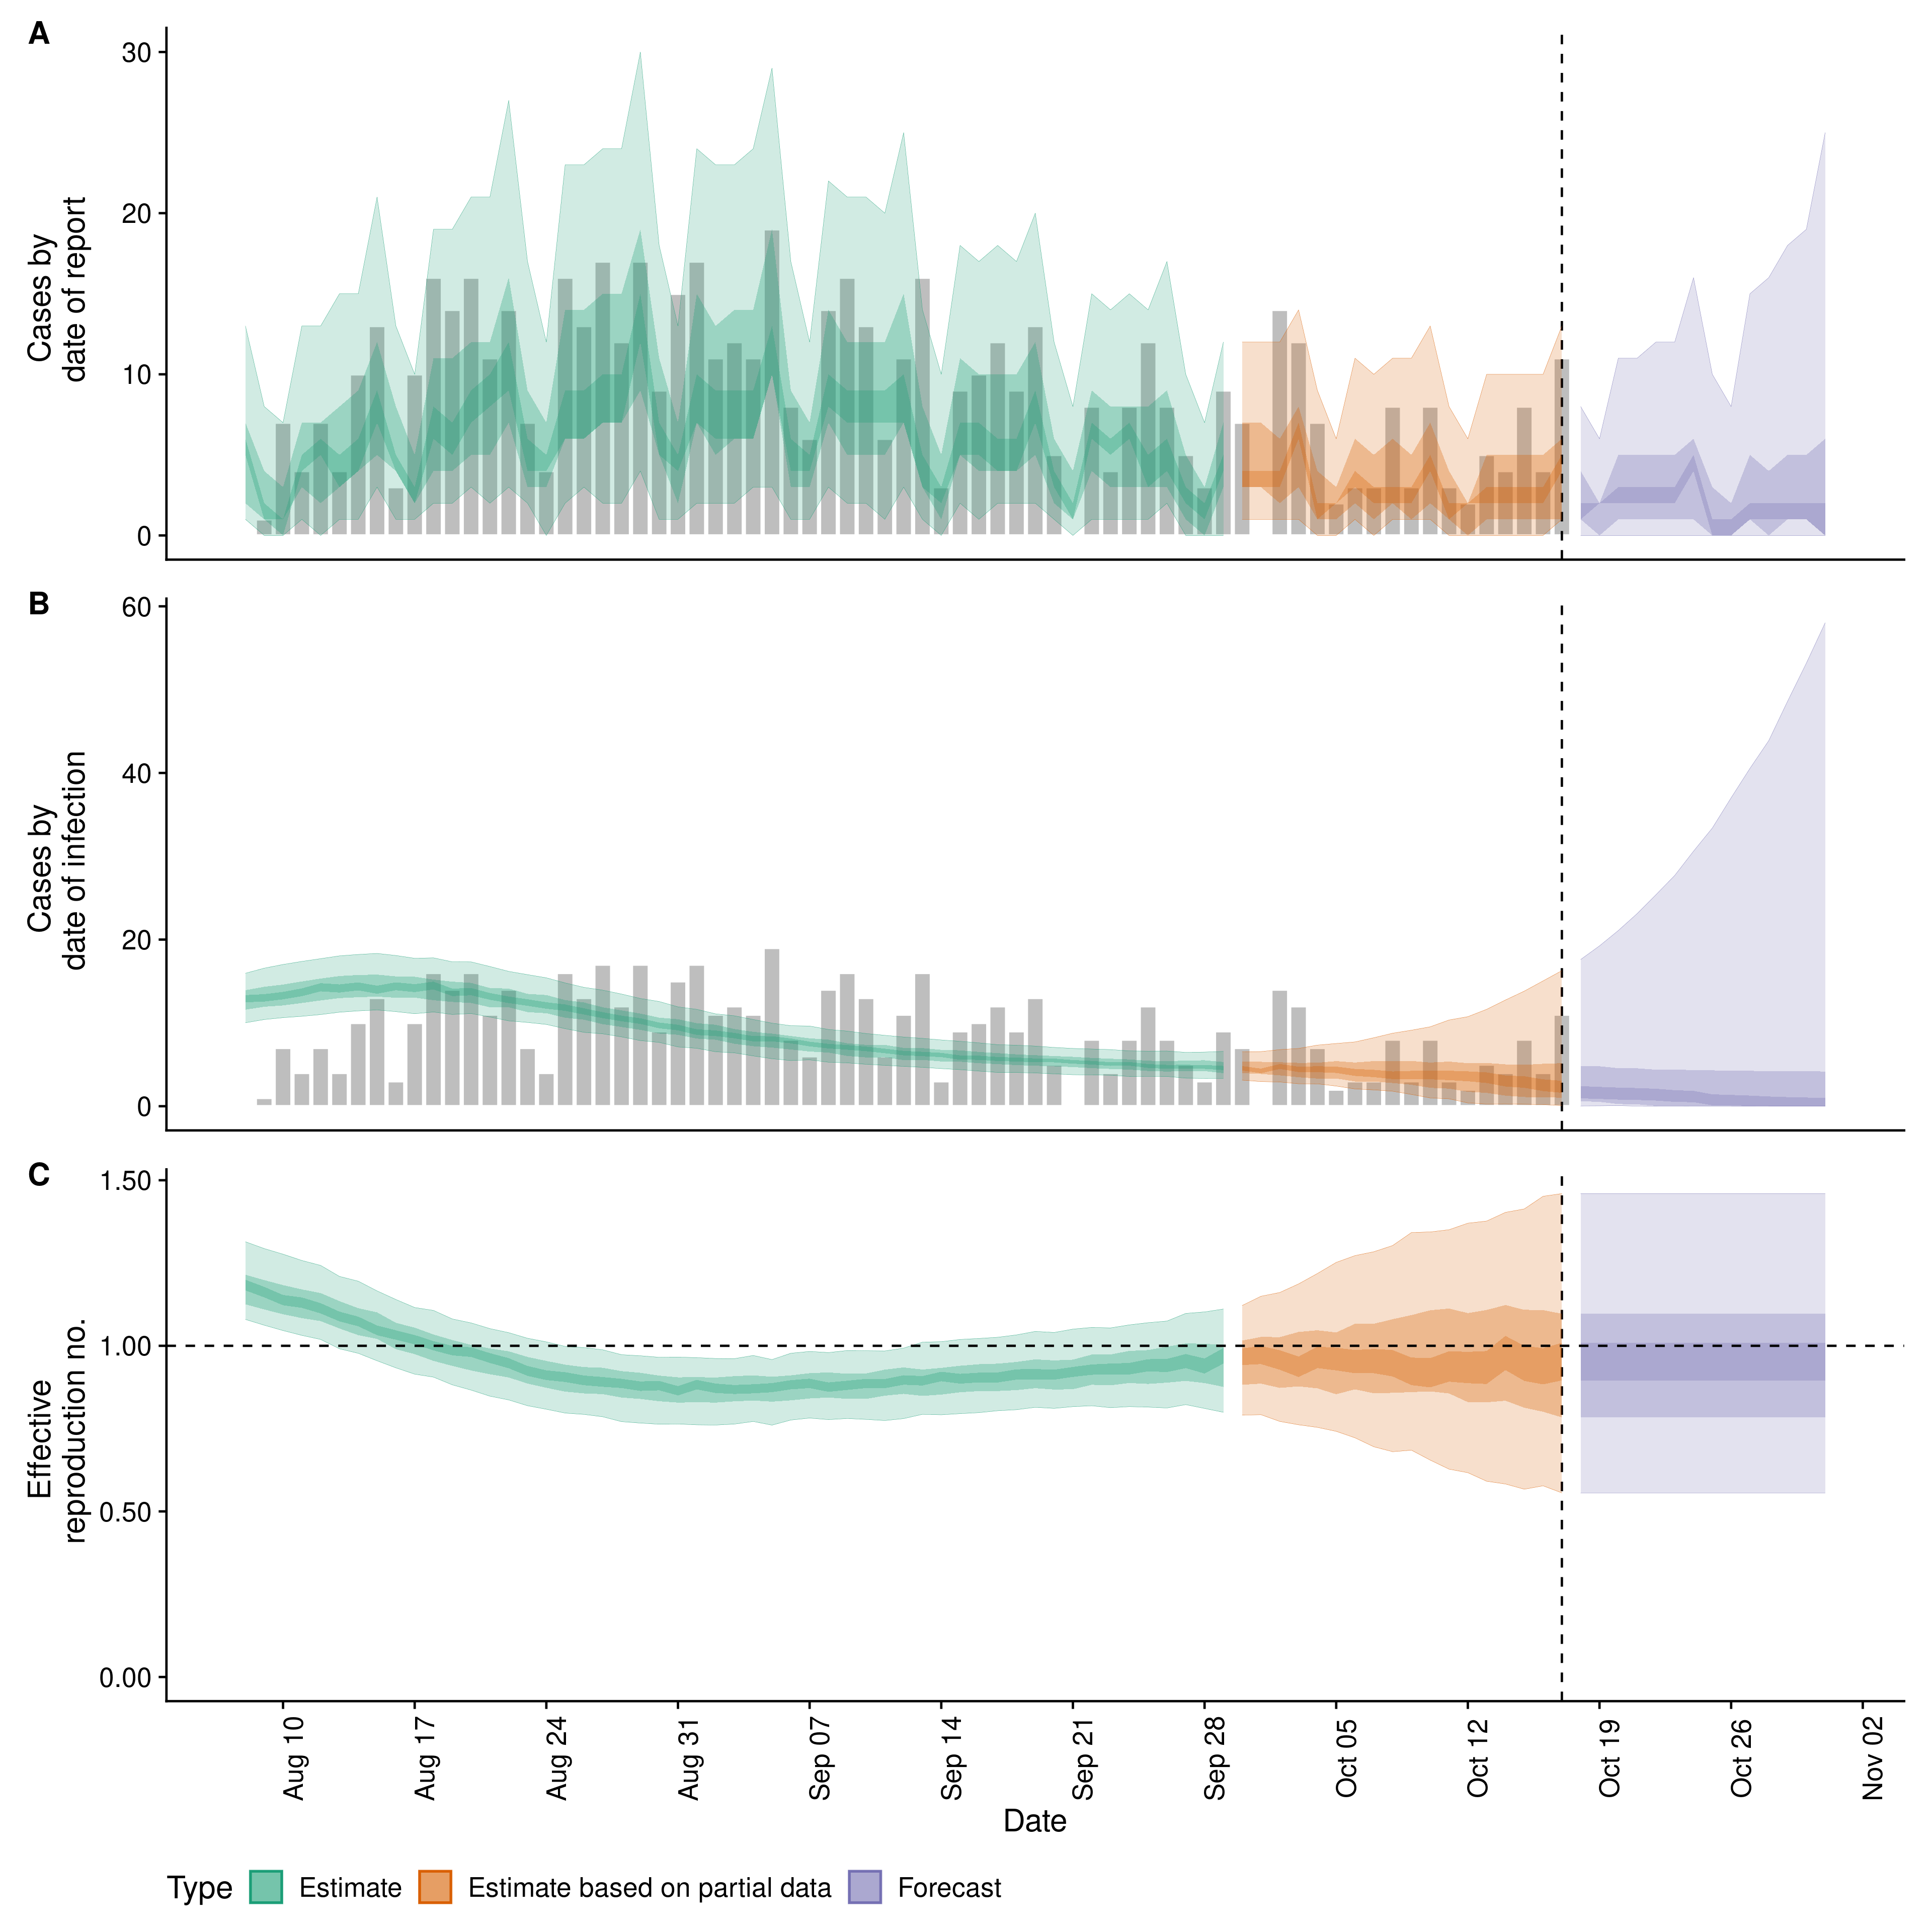 A
Cases by
date of report
30
20
10
0
B
Cases by
date of infection
60
40
20
0
C
Effective
reproduction no.
1.50
1.00
0.50
0.00
Aug 10
Aug 17
Aug 24
Aug 31
Sep 07
Sep 14
Sep 21
Sep 28
Oct 05
Oct 12
Oct 19
Oct 26
Nov 02
Date
Type Estimate Estimate based on partial data Forecast